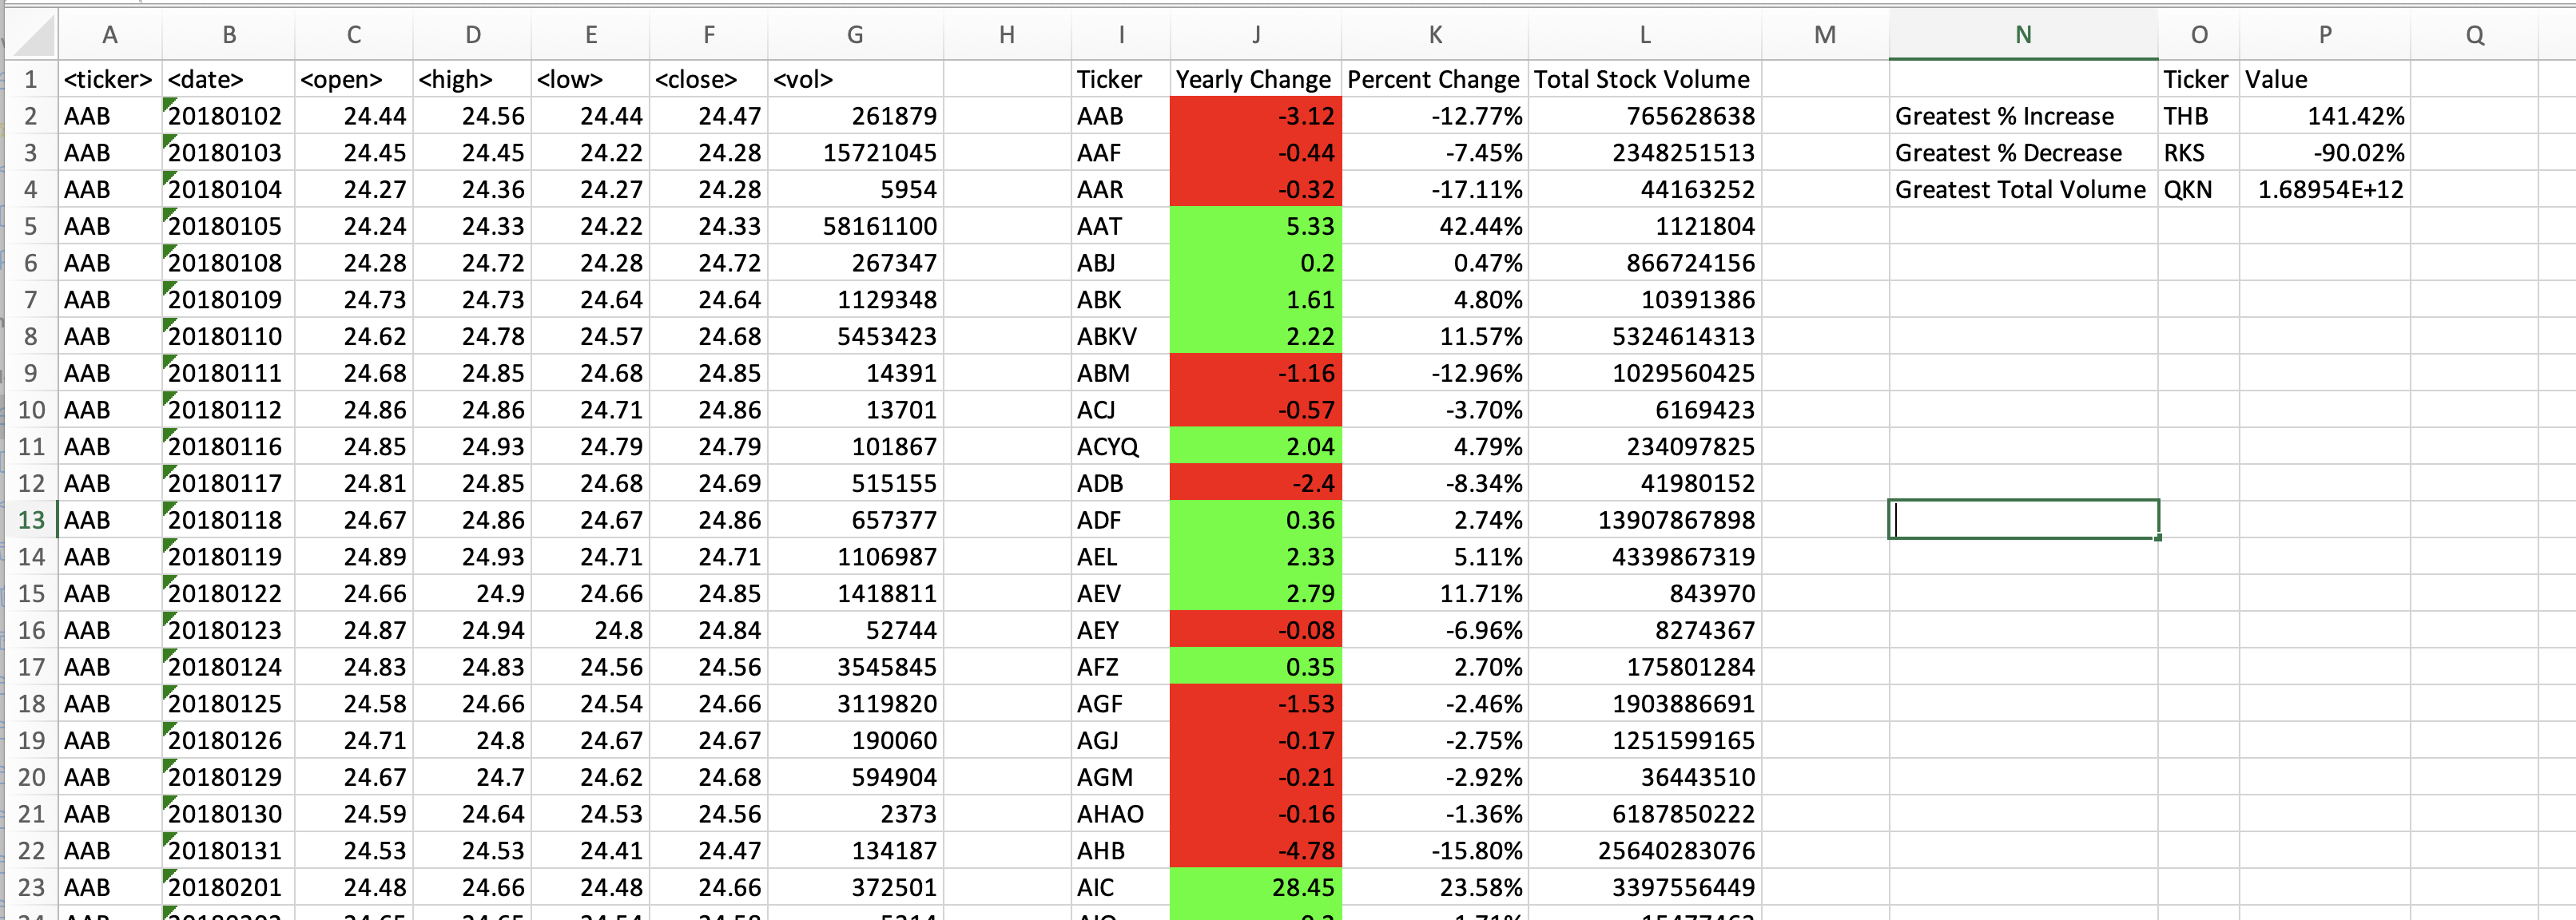 A B C D E F G H I J K L M N O P Q
1 <ticker> <date> <open> <high> <low> <close> <vol> Ticker Yearly Change Percent Change Total Stock Volume Ticker Value
2 AAB 20180102 24.44 24.56 24.44 24.47 261879 AAB -3.12 -12.77% 765628638 Greatest % Increase THB 141.42%
3 AAB 20180103 24.45 24.45 24.22 24.28 15721045 AAF -0.44 -7.45% 2348251513 Greatest % Decrease RKS -90.02%
4 AAB 20180104 24.27 24.36 24.27 24.28 5954 AAR -0.32 -17.11% 44163252 Greatest Total Volume QKN 1.68954E+12
5 AAB 20180105 24.24 24.33 24.22 24.33 58161100 AAT 5.33 42.44% 1121804
6 AAB 20180108 24.28 24.72 24.28 24.72 267347 ABJ 0.2 0.47% 866724156
7 AAB 20180109 24.73 24.73 24.64 24.64 1129348 ABK 1.61 4.80% 10391386
8 AAB 20180110 24.62 24.78 24.57 24.68 5453423 ABKV 2.22 11.57% 5324614313
9 AAB 20180111 24.68 24.85 24.68 24.85 14391 ABM -1.16 -12.96% 1029560425
10 AAB 20180112 24.86 24.86 24.71 24.86 13701 ACJ -0.57 -3.70% 6169423
11 AAB 20180116 24.85 24.93 24.79 24.79 101867 ACYQ 2.04 4.79% 234097825
12 AAB 20180117 24.81 24.85 24.68 24.69 515155 ADB -2.4 -8.34% 41980152
13 AAB 20180118 24.67 24.86 24.67 24.86 657377 ADF 0.36 2.74% 13907867898
14 AAB 20180119 24.89 24.93 24.71 24.71 1106987 AEL 2.33 5.11% 4339867319
15 AAB 20180122 24.66 24.9 24.66 24.85 1418811 AEV 2.79 11.71% 843970
16 AAB 20180123 24.87 24.94 24.8 24.84 52744 AEY -0.08 -6.96% 8274367
17 AAB 20180124 24.83 24.83 24.56 24.56 3545845 AFZ 0.35 2.70% 175801284
18 AAB 20180125 24.58 24.66 24.54 24.66 3119820 AGF -1.53 -2.46% 1903886691
19 AAB 20180126 24.71 24.8 24.67 24.67 190060 AGJ -0.17 -2.75% 1251599165
20 AAB 20180129 24.67 24.7 24.62 24.68 594904 AGM -0.21 -2.92% 36443510
21 AAB 20180130 24.59 24.64 24.53 24.56 2373 AHAO -0.16 -1.36% 6187850222
22 AAB 20180131 24.53 24.53 24.41 24.47 134187 AHB -4.78 -15.80% 25640283076
23 AAB 20180201 24.48 24.66 24.48 24.66 372501 AIC 28.45 23.58% 3397556449